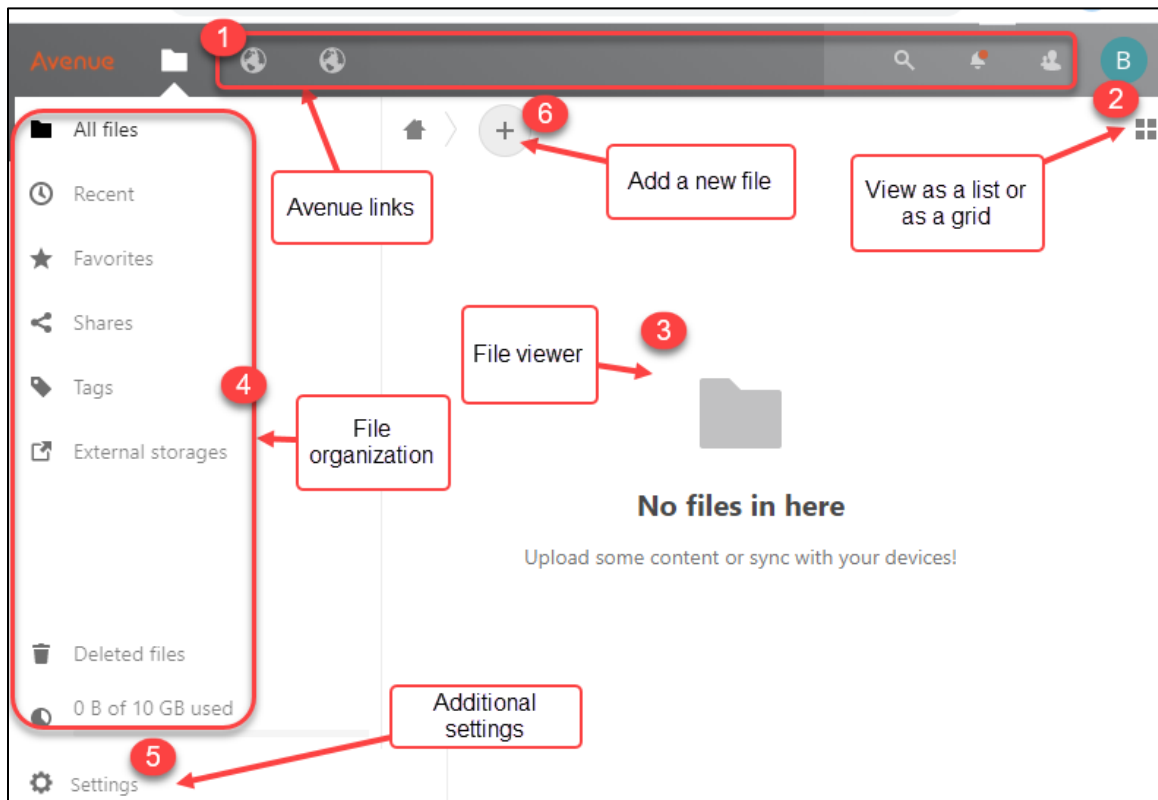 Avenue
1
B
2
All files
6
Recent
Avenue links
Add a new file
View as a list or
as a grid
Favorites
Shares
File viewer
3
Tags
4
File
organization
External storages
No files in here
Upload some content or sync with your devices!
Deleted files
0 B of 10 GB used
Additional
settings
5
Settings